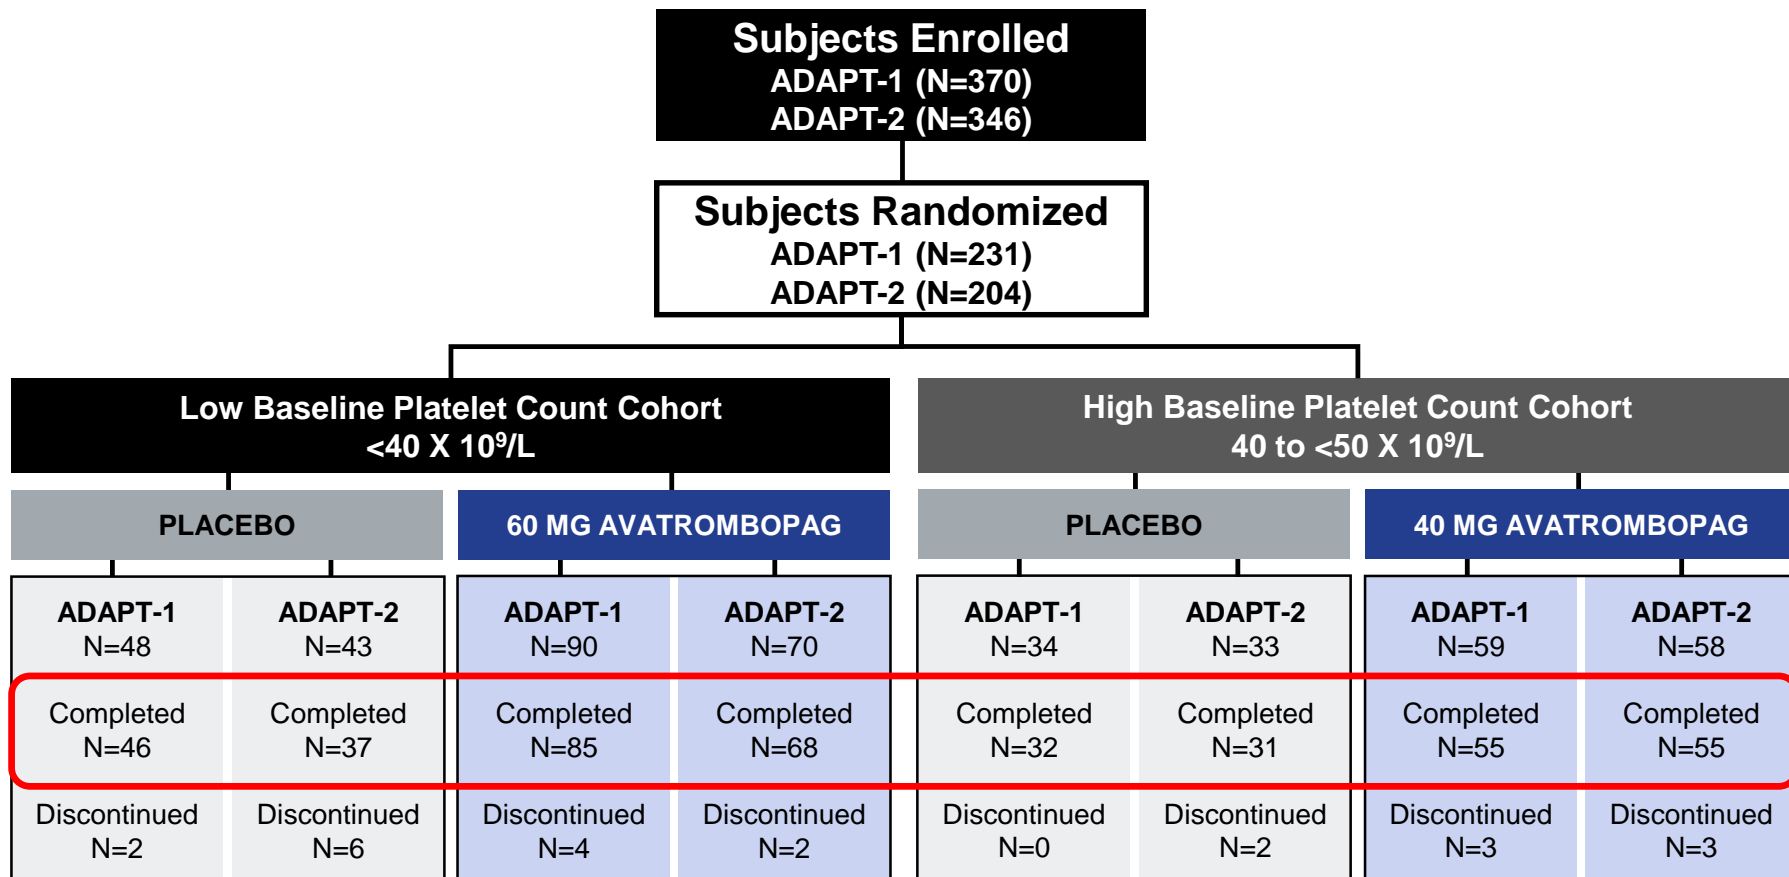 Subjects Enrolled
ADAPT-1 (N=370)
ADAPT-2 (N=346)
Subjects Randomized
ADAPT-1 (N=231)
ADAPT-2 (N=204)
Low Baseline Platelet Count Cohort
<40 X 10⁹/L
High Baseline Platelet Count Cohort
40 to <50 X 10⁹/L
PLACEBO
60 MG AVATROMBOPAG
PLACEBO
40 MG AVATROMBOPAG
ADAPT-1
N=48
Completed
N=46
Discontinued
N=2
ADAPT-2
N=43
Completed
N=37
Discontinued
N=6
ADAPT-1
N=90
Completed
N=85
Discontinued
N=4
ADAPT-2
N=70
Completed
N=68
Discontinued
N=2
ADAPT-1
N=34
Completed
N=32
Discontinued
N=0
ADAPT-2
N=33
Completed
N=31
Discontinued
N=2
ADAPT-1
N=59
Completed
N=55
Discontinued
N=3
ADAPT-2
N=58
Completed
N=55
Discontinued
N=3